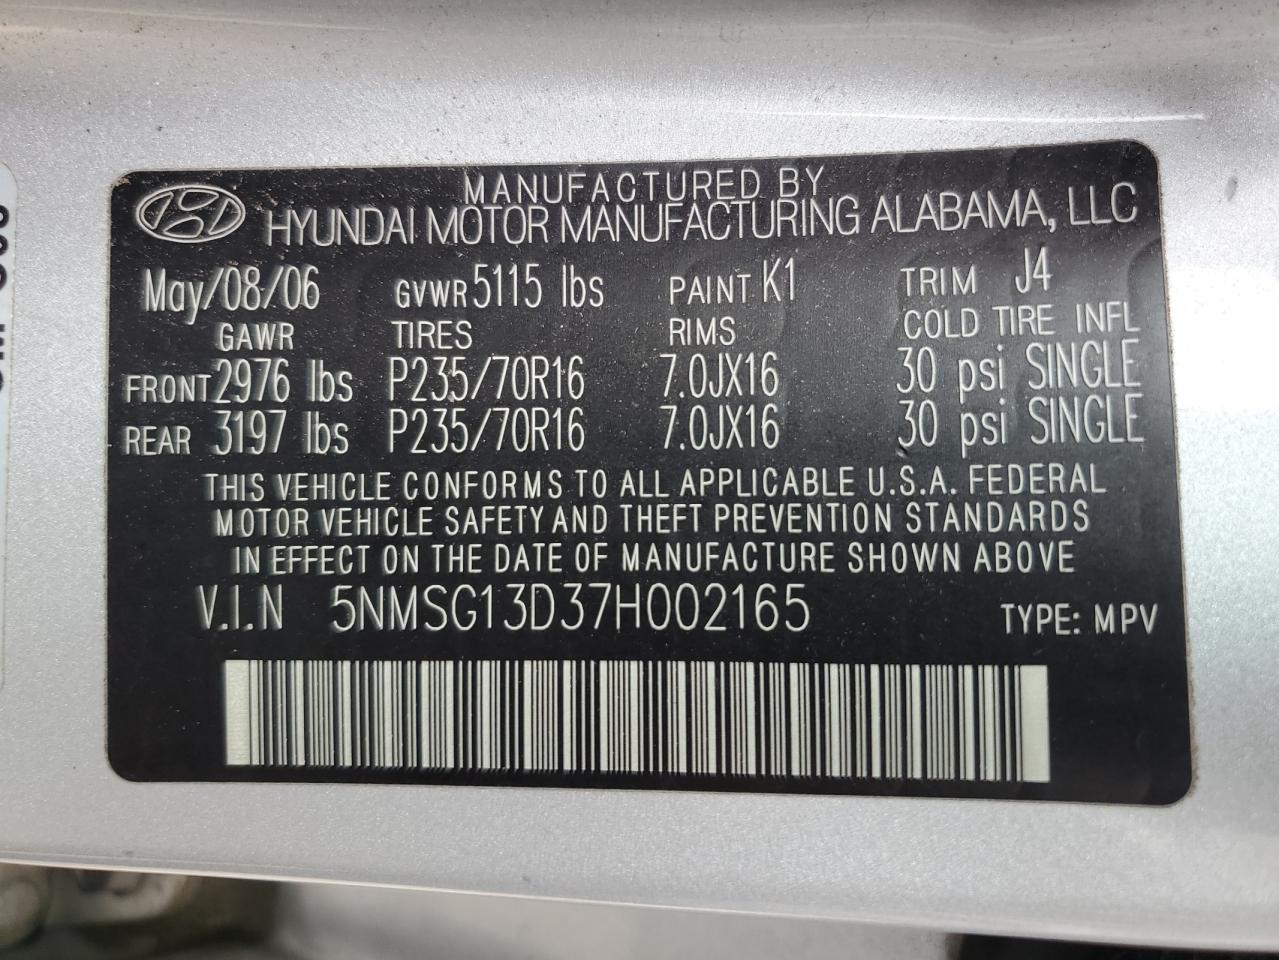 MANUFACTURED BY
HYUNDAI MOTOR MANUFACTURING ALABAMA, LLC
May/08/06 GVWR 5115 lbs PAINT K1 TRIM J4
GAWR TIRES RIMS COLD TIRE INFL
FRONT 2976 lbs P235/70R16 7.0JX16 30 psi SINGLE
REAR 3197 lbs P235/70R16 7.0JX16 30 psi SINGLE
THIS VEHICLE CONFORMS TO ALL APPLICABLE U.S.A. FEDERAL
MOTOR VEHICLE SAFETY AND THEFT PREVENTION STANDARDS
IN EFFECT ON THE DATE OF MANUFACTURE SHOWN ABOVE
V.I.N 5NMSG13D37H002165 TYPE: MPV